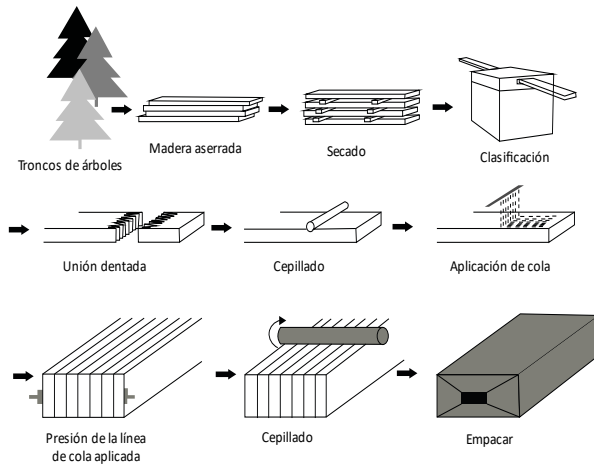 Troncos de árboles
Madera aserrada
Secado
Clasificación
Unión dentada
Cepillado
Aplicación de cola
Presión de la línea
de cola aplicada
Cepillado
Empacar